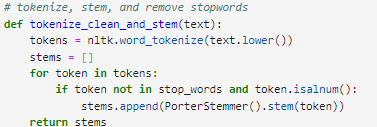 # tokenize, stem, and remove stopwords
def tokenize_clean_and_stem(text):
    tokens = nltk.word_tokenize(text.lower())
    stems = []
    for token in tokens:
        if token not in stop_words and token.isalnum():
            stems.append(PorterStemmer().stem(token))
    return stems